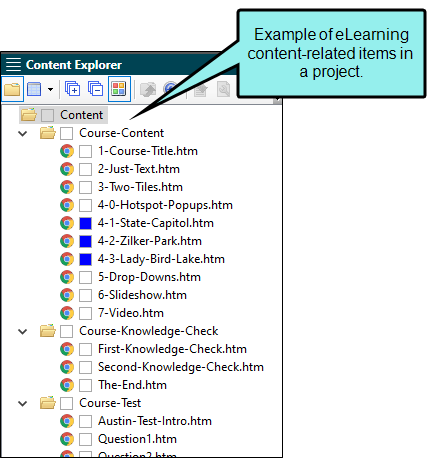 Example of eLearning
content-related items in
a project.
Content Explorer
Content
Course-Content
1-Course-Title.htm
2-Just-Text.htm
3-Two-Tiles.htm
4-0-Hotspot-Popups.htm
4-1-State-Capitol.htm
4-2-Zilker-Park.htm
4-3-Lady-Bird-Lake.htm
5-Drop-Downs.htm
6-Slideshow.htm
7-Video.htm
Course-Knowledge-Check
First-Knowledge-Check.htm
Second-Knowledge-Check.htm
The-End.htm
Course-Test
Austin-Test-Intro.htm
Question1.htm
Question2.htm